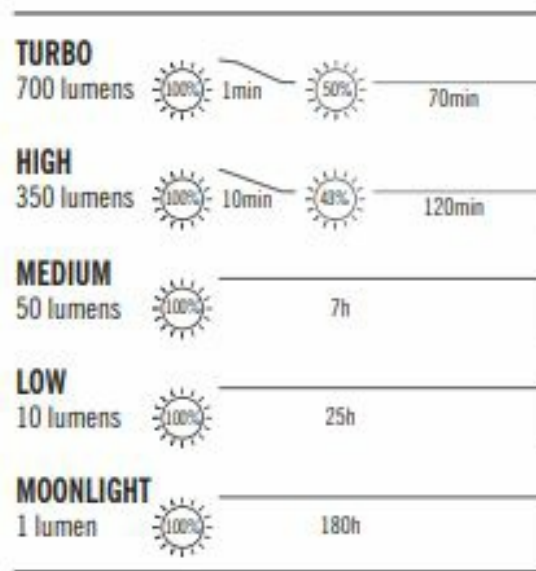 TURBO
700 lumens 100% 1min 50% 70min
HIGH
350 lumens 100% 10min 43% 120min
MEDIUM
50 lumens 100% 7h
LOW
10 lumens 100% 25h
MOONLIGHT
1 lumen 100% 180h